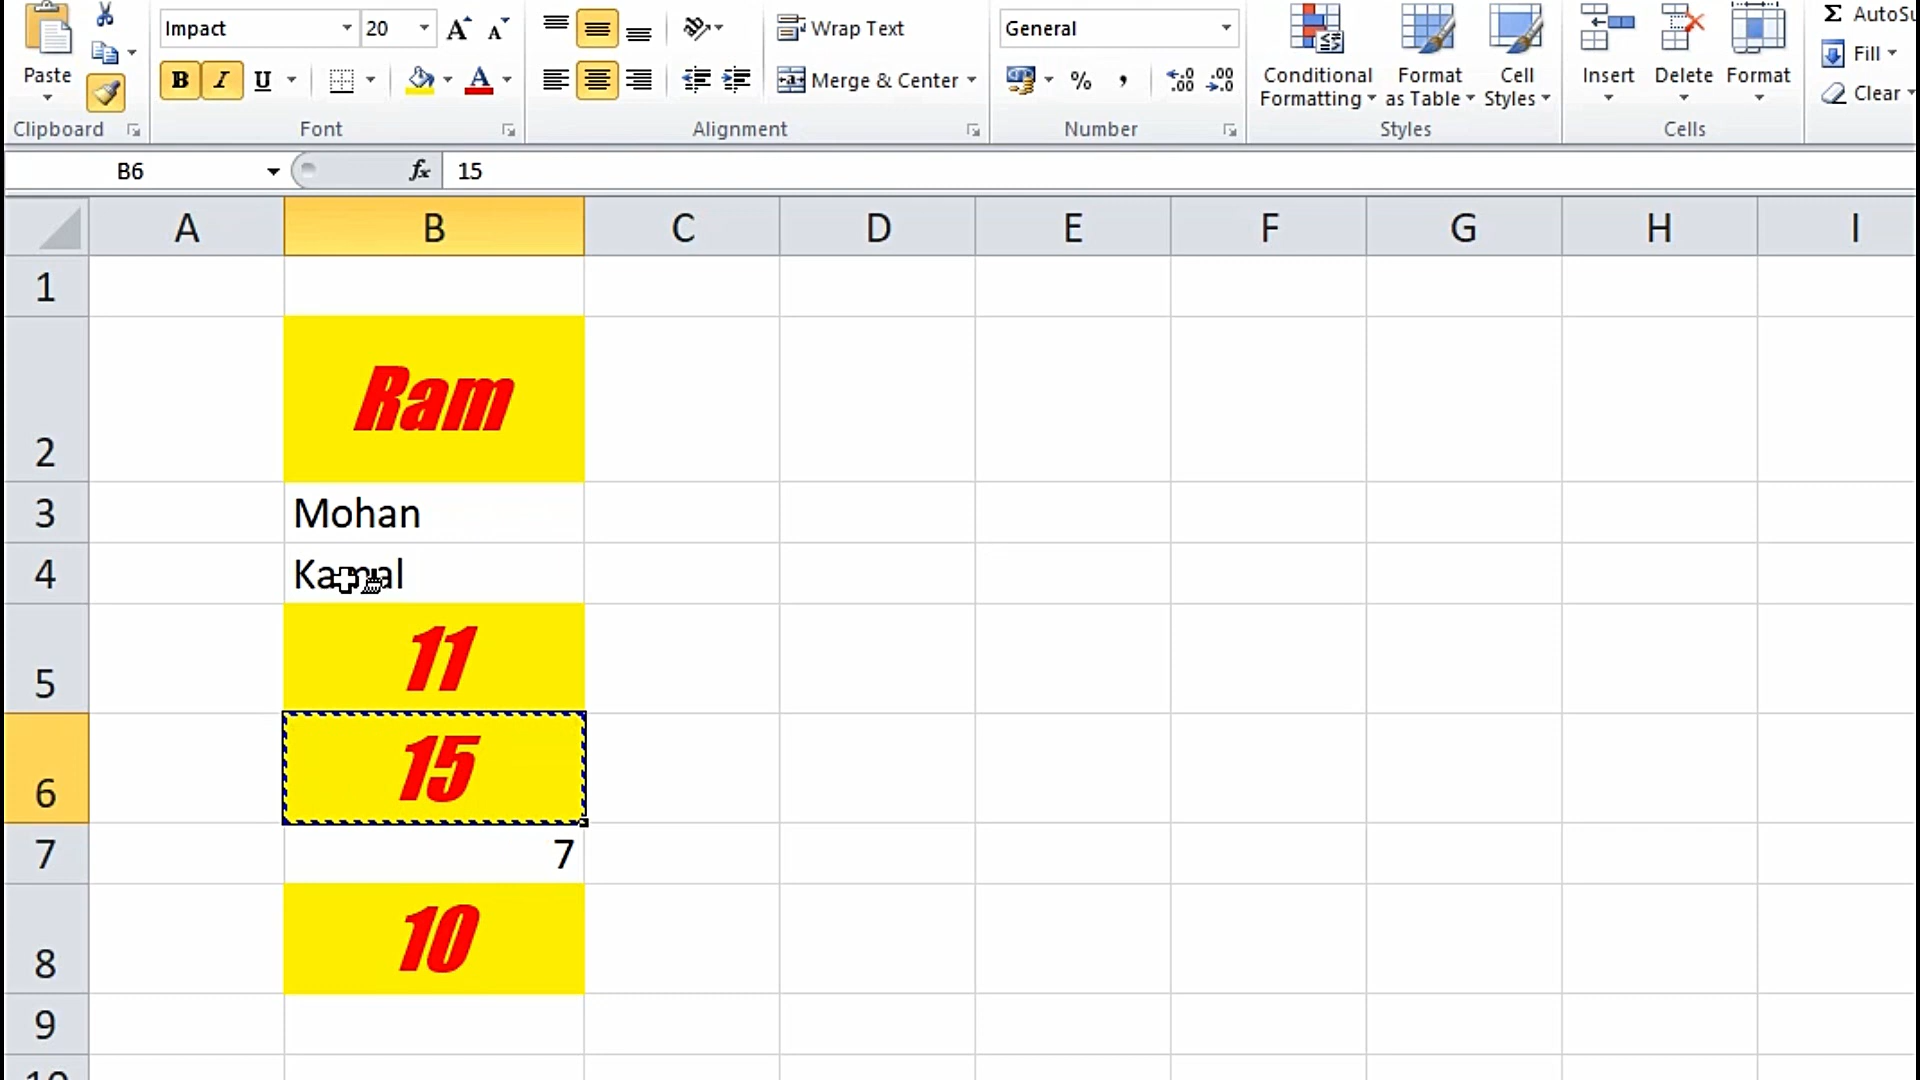 Impact 20 Wrap Text General AutoSu
Paste B I U Merge & Center % Conditional Formatting Format as Table Cell Styles Insert Delete Format Fill Clear
Clipboard Font Alignment Number Styles Cells
B6 fx 15
A B C D E F G H I
1
2 Ram
3 Mohan
4 Kamal
5 11
6 15
7 7
8 10
9
10